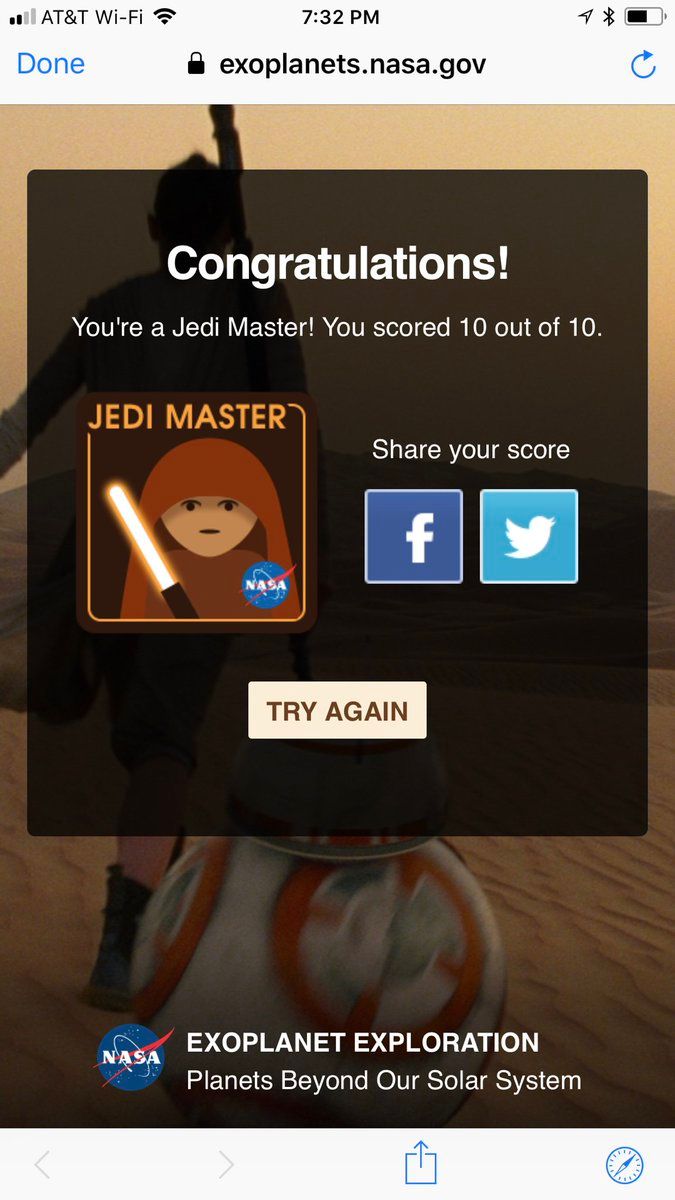 AT&T Wi-Fi 7:32 PM
Done exoplanets.nasa.gov
Congratulations!
You're a Jedi Master! You scored 10 out of 10.
JEDI MASTER
NASA
Share your score
f
TRY AGAIN
NASA
EXOPLANET EXPLORATION
Planets Beyond Our Solar System